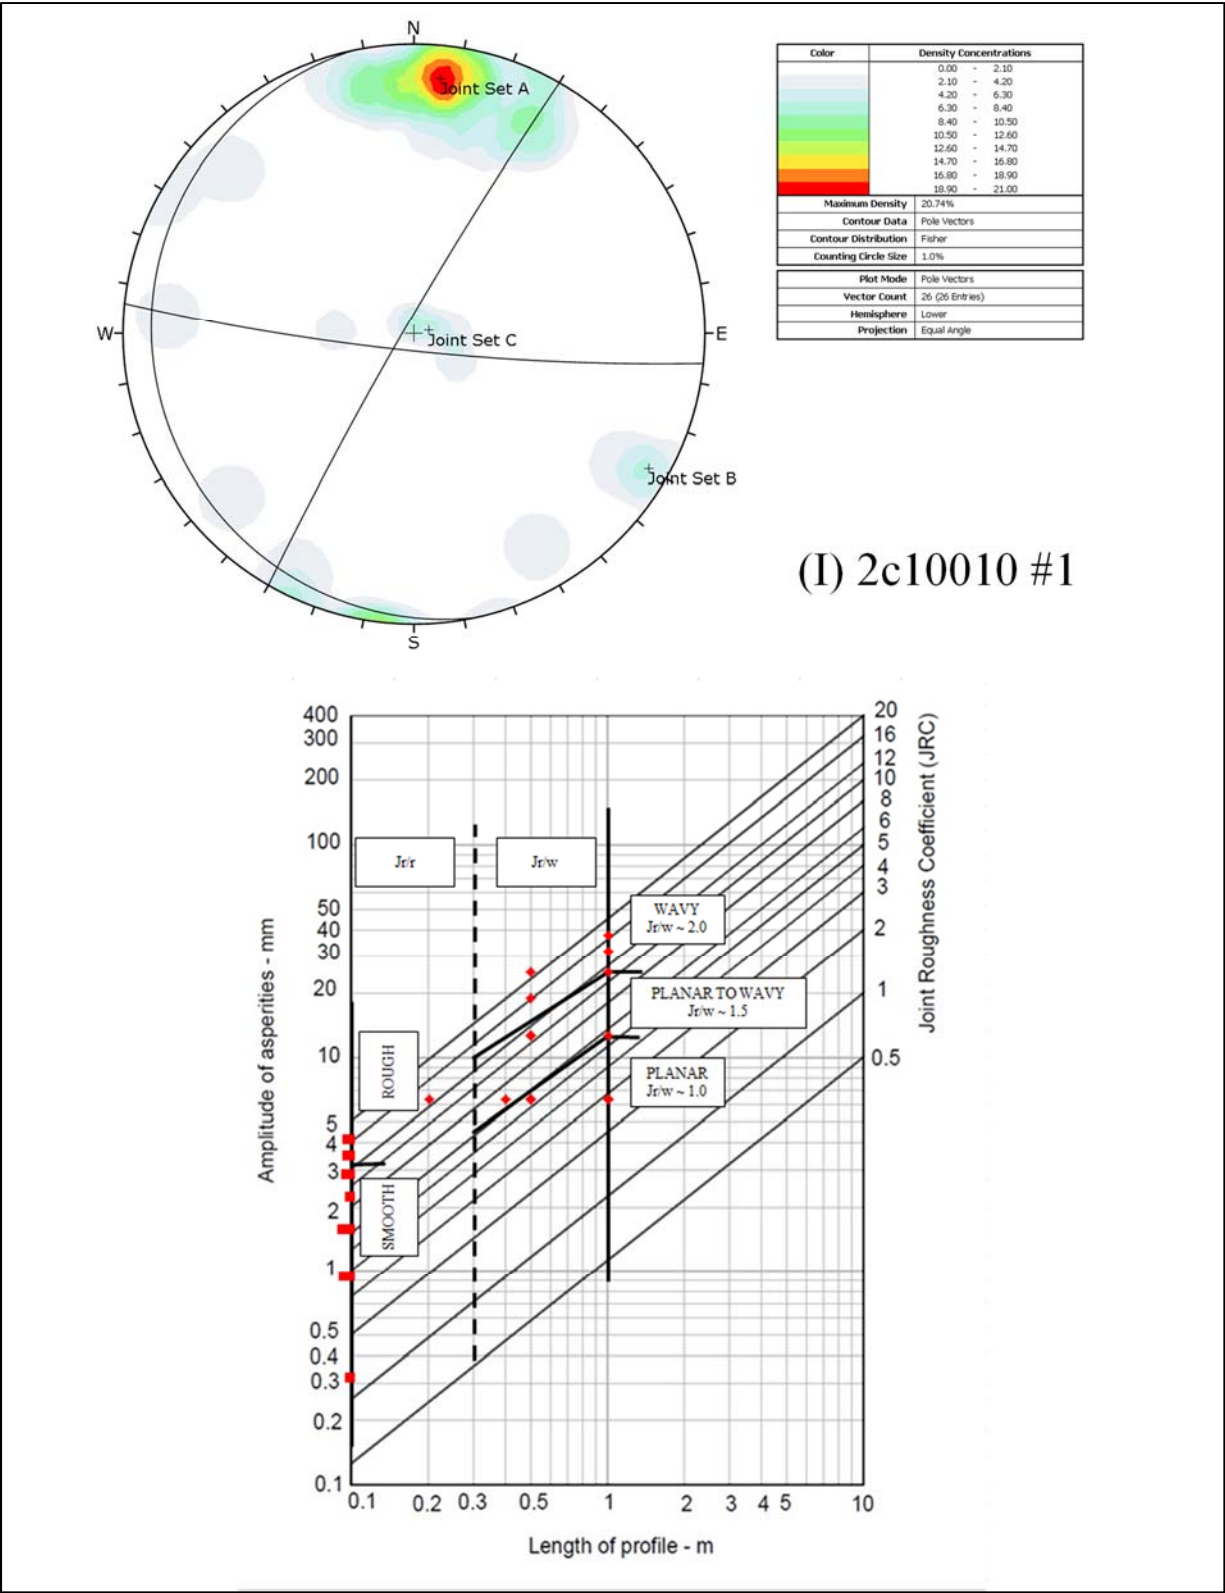 N
Joint Set A
W
E
Joint Set C
Joint Set B
S
Color Density Concentrations
0.00 - 2.10
2.10 - 4.20
4.20 - 6.30
6.30 - 8.40
8.40 - 10.50
10.50 - 12.60
12.60 - 14.70
14.70 - 16.80
16.80 - 18.90
18.90 - 21.00
Maximum Density 20.74%
Contour Data Pole Vectors
Contour Distribution Fisher
Counting Circle Size 1.0%
Plot Mode Pole Vectors
Vector Count 26 (26 Entries)
Hemisphere Lower
Projection Equal Angle
(I) 2c10010 #1
Amplitude of asperities - mm
400
300
200
100
50
40
30
20
10
5
4
3
2
1
0.5
0.4
0.3
0.2
0.1
Jr/r
Jr/w
ROUGH
SMOOTH
WAVY
Jr/w ~ 2.0
PLANAR TO WAVY
Jr/w ~ 1.5
PLANAR
Jr/w ~ 1.0
20
16
12
10
8
6
5
4
3
2
1
0.5
Joint Roughness Coefficient (JRC)
0.1 0.2 0.3 0.5 1 2 3 4 5 10
Length of profile - m